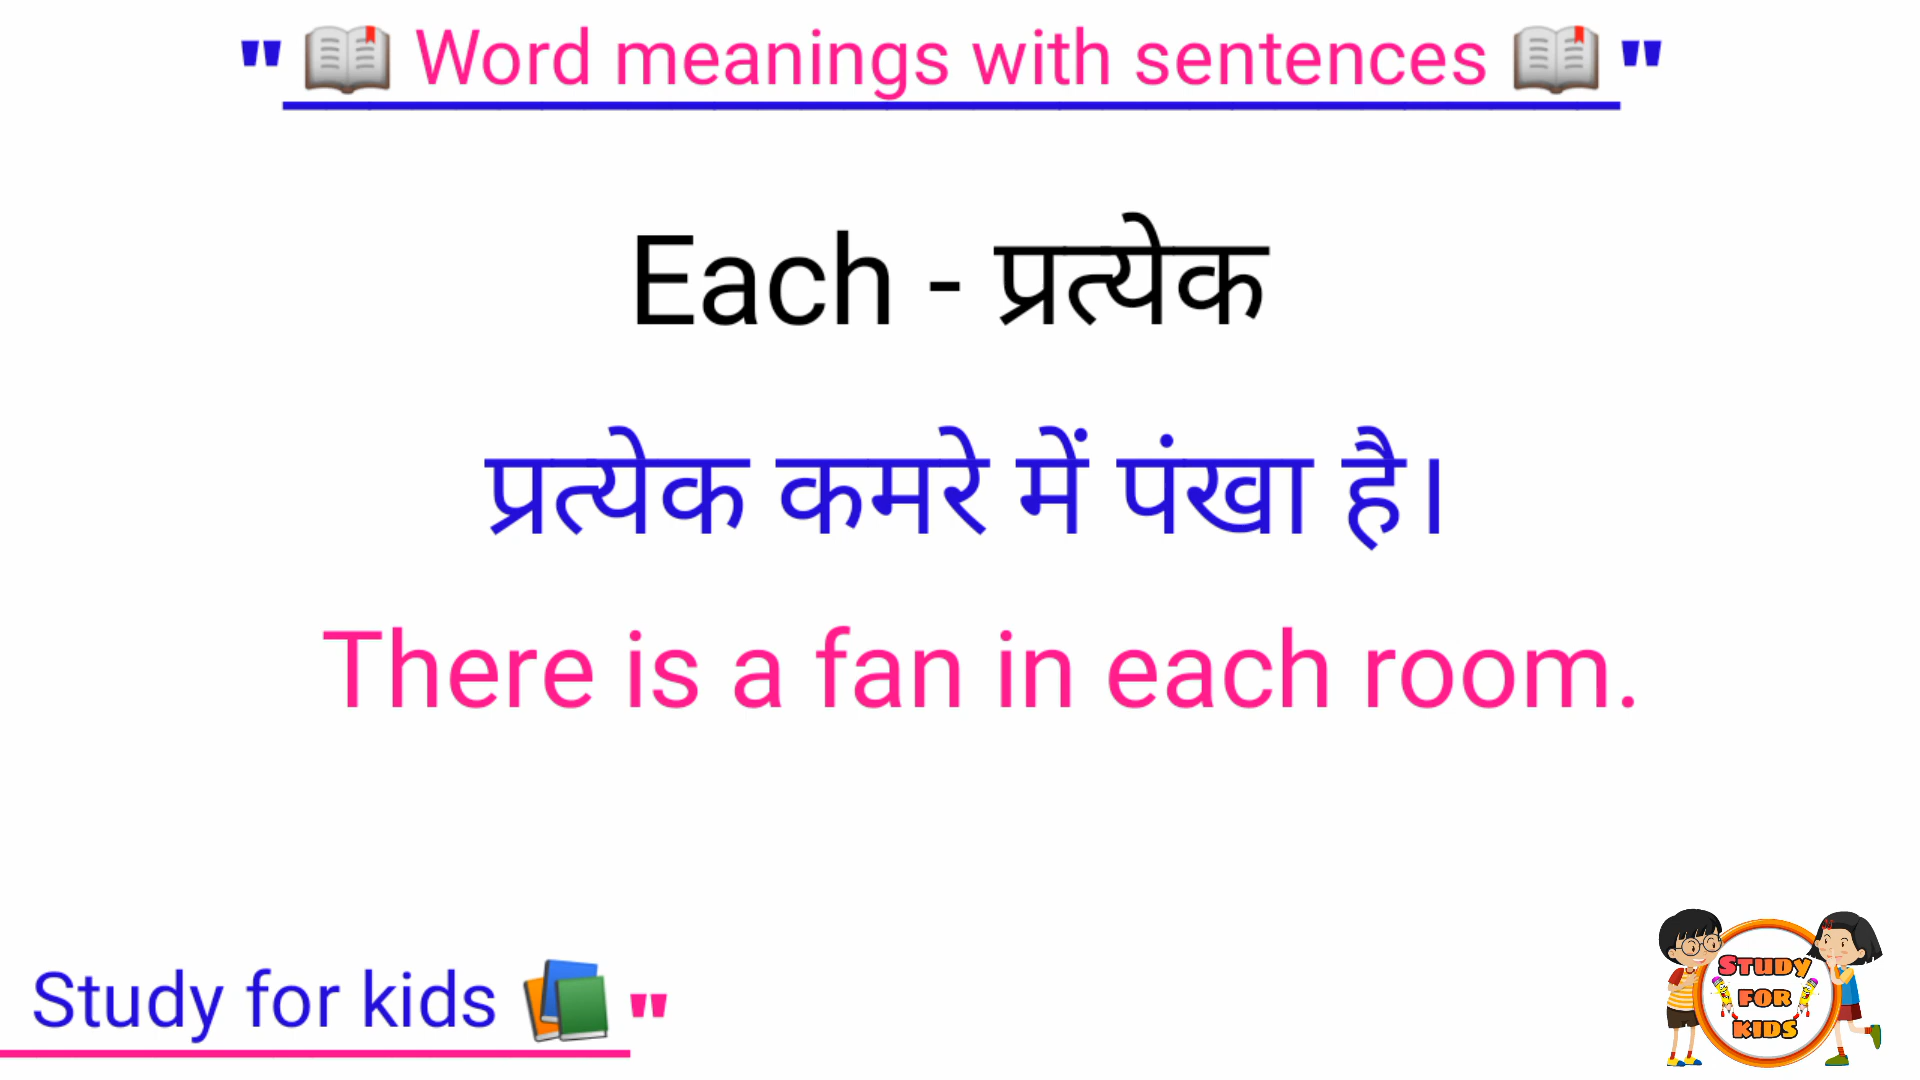 " 📖 Word meanings with sentences 📖 "
Each - प्रत्येक
प्रत्येक कमरे में पंखा है।
There is a fan in each room.
Study for kids 📚 "
STUDY
FOR
KIDS